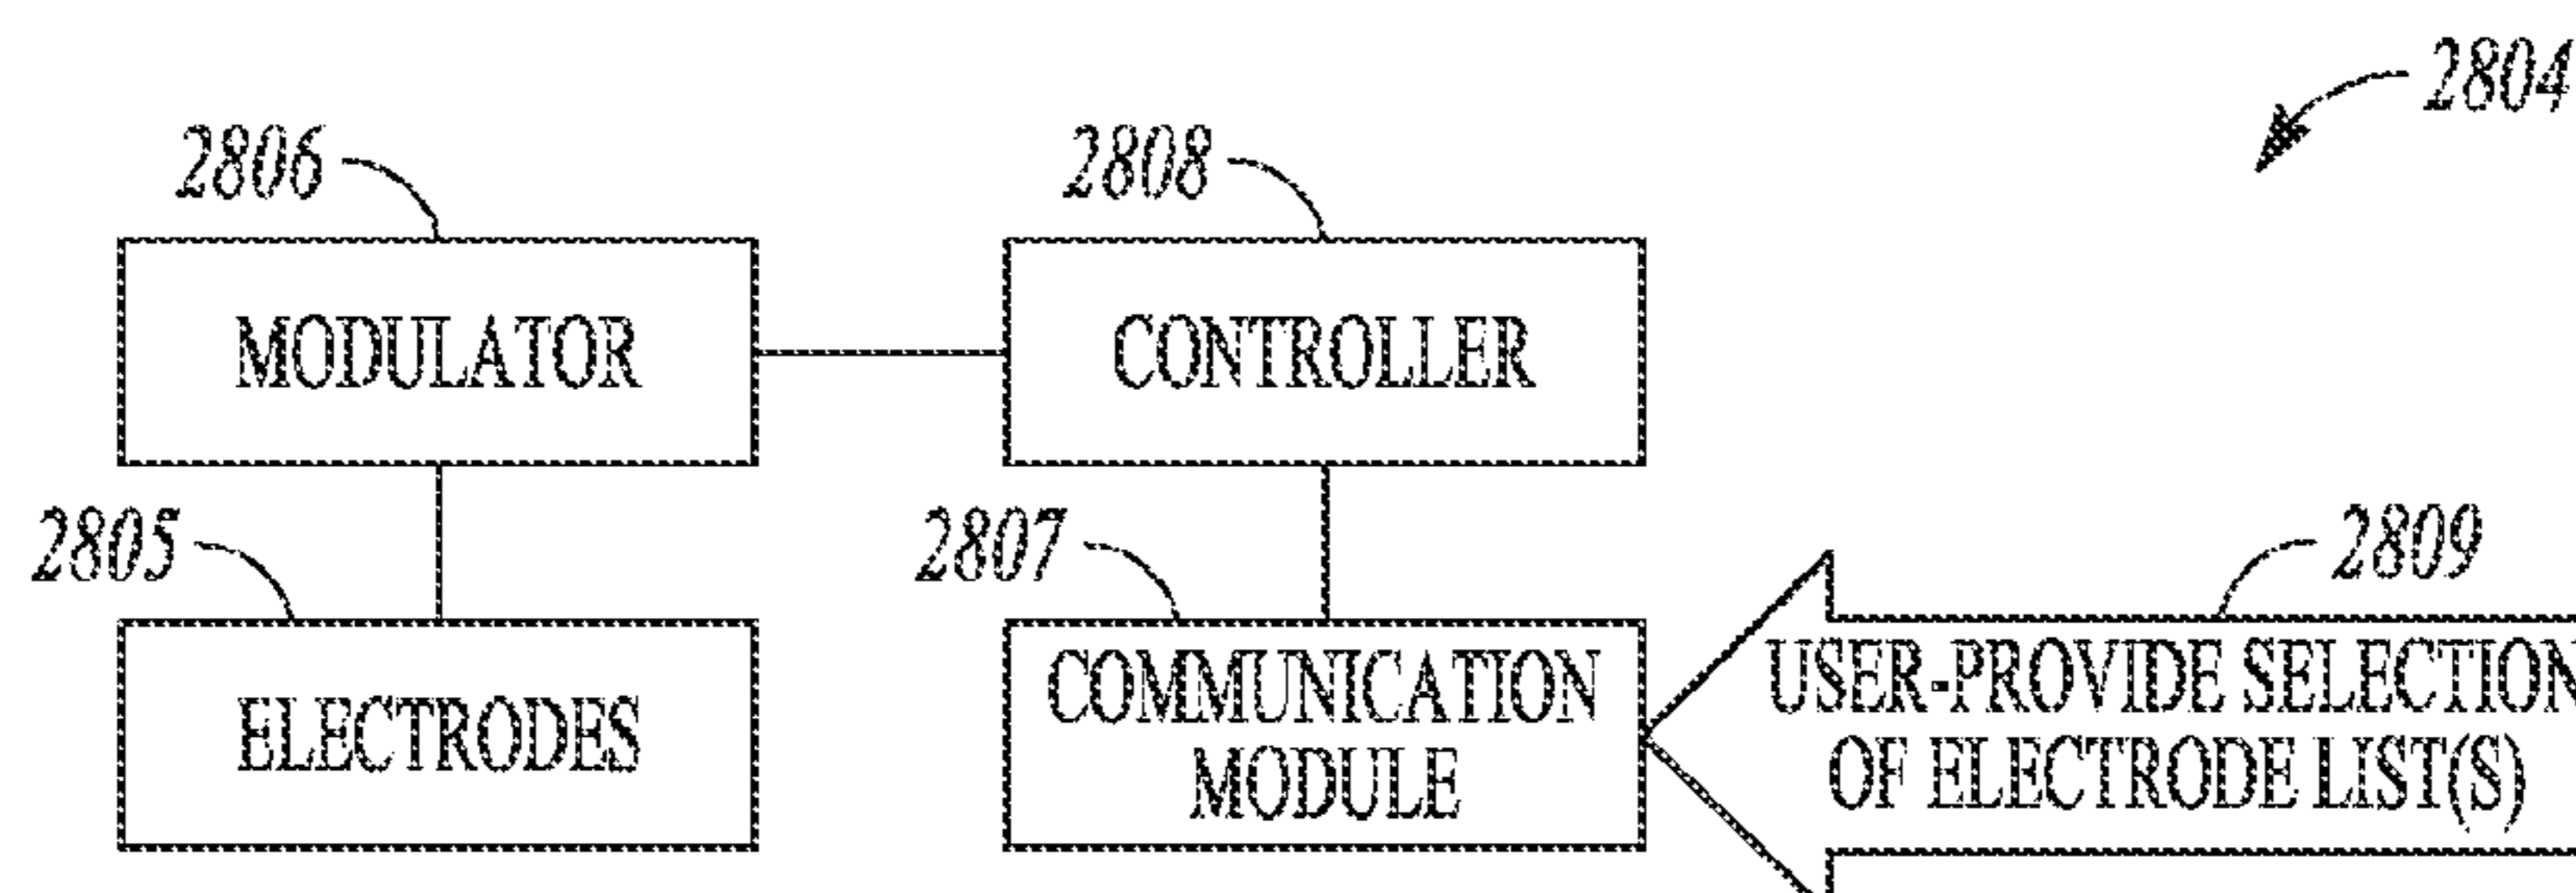 2804
2806
2808
MODULATOR
CONTROLLER
2805
2807
2809
ELECTRODES
COMMUNICATION
MODULE
USER-PROVIDE SELECTION
OF ELECTRODE LIST(S)